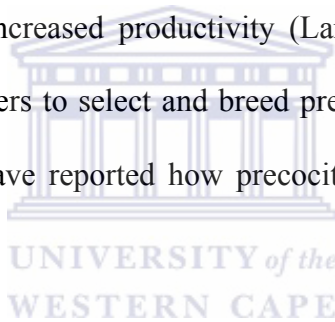 ncreased productivity (La
ers to select and breed pre
ave reported how precocit
UNIVERSITY of the
WESTERN CAPE